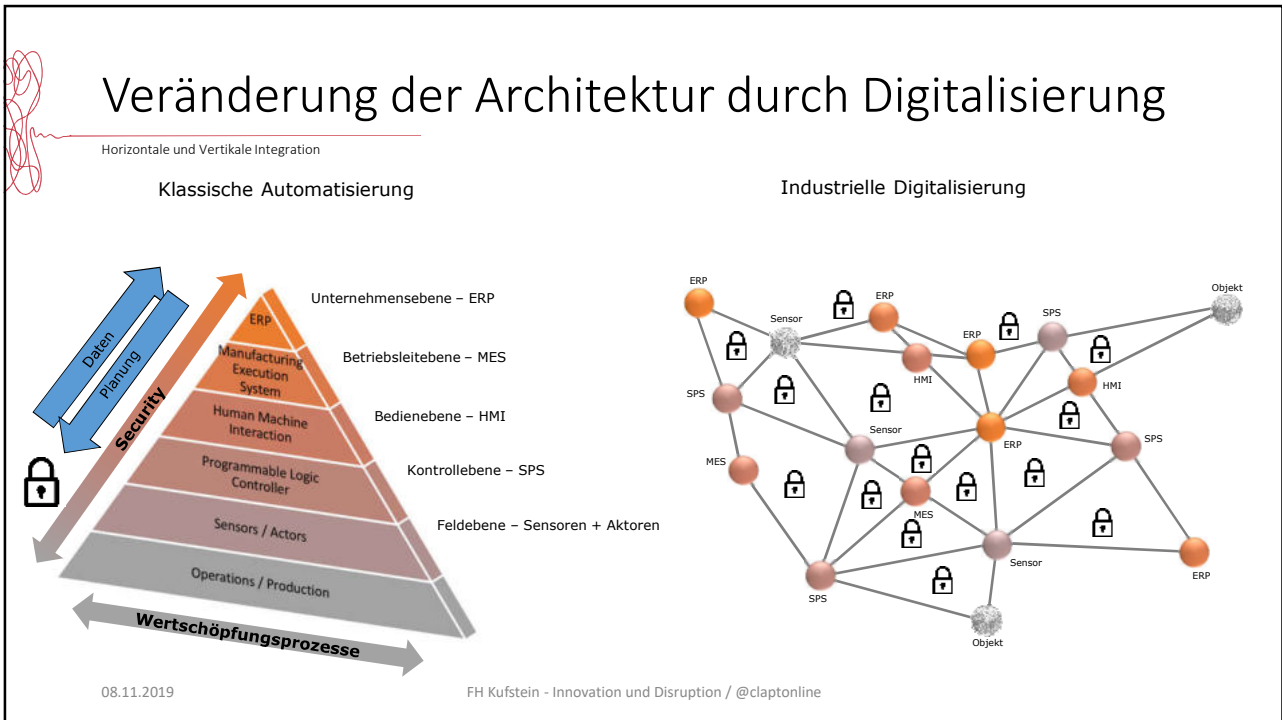 Veränderung der Architektur durch Digitalisierung
Horizontale und Vertikale Integration
Klassische Automatisierung
Industrielle Digitalisierung
Daten
Planung
Security
ERP
Manufacturing
Execution
System
Human Machine
Interaction
Programmable Logic
Controller
Sensors / Actors
Operations / Production
Wertschöpfungsprozesse
Unternehmensebene – ERP
Betriebsleitebene – MES
Bedienebene – HMI
Kontrollebene – SPS
Feldebene – Sensoren + Aktoren
ERP
Sensor
ERP
ERP
SPS
Objekt
HMI
HMI
SPS
Sensor
ERP
SPS
MES
MES
Sensor
ERP
SPS
Objekt
08.11.2019
FH Kufstein - Innovation und Disruption / @claptonline